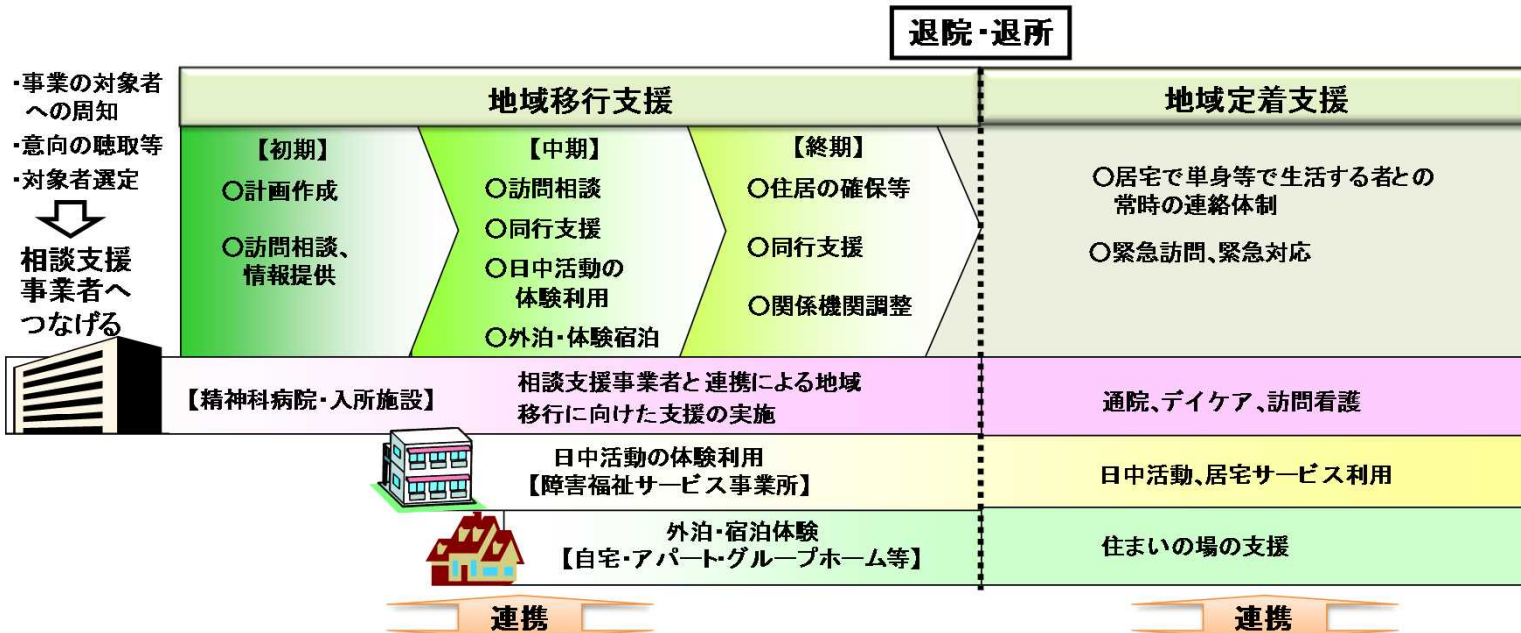 退院・退所
・事業の対象者
への周知
・意向の聴取等
・対象者選定
相談支援
事業者へ
つなげる
地域移行支援
地域定着支援
【初期】
○計画作成
○訪問相談、
情報提供
【中期】
○訪問相談
○同行支援
○日中活動の
体験利用
○外泊・体験宿泊
【終期】
○住居の確保等
○同行支援
○関係機関調整
○居宅で単身等で生活する者との
常時の連絡体制
○緊急訪問、緊急対応
【精神科病院・入所施設】
相談支援事業者と連携による地域
移行に向けた支援の実施
通院、デイケア、訪問看護
日中活動の体験利用
【障害福祉サービス事業所】
日中活動、居宅サービス利用
外泊・宿泊体験
【自宅・アパート・グループホーム等】
住まいの場の支援
連携
連携